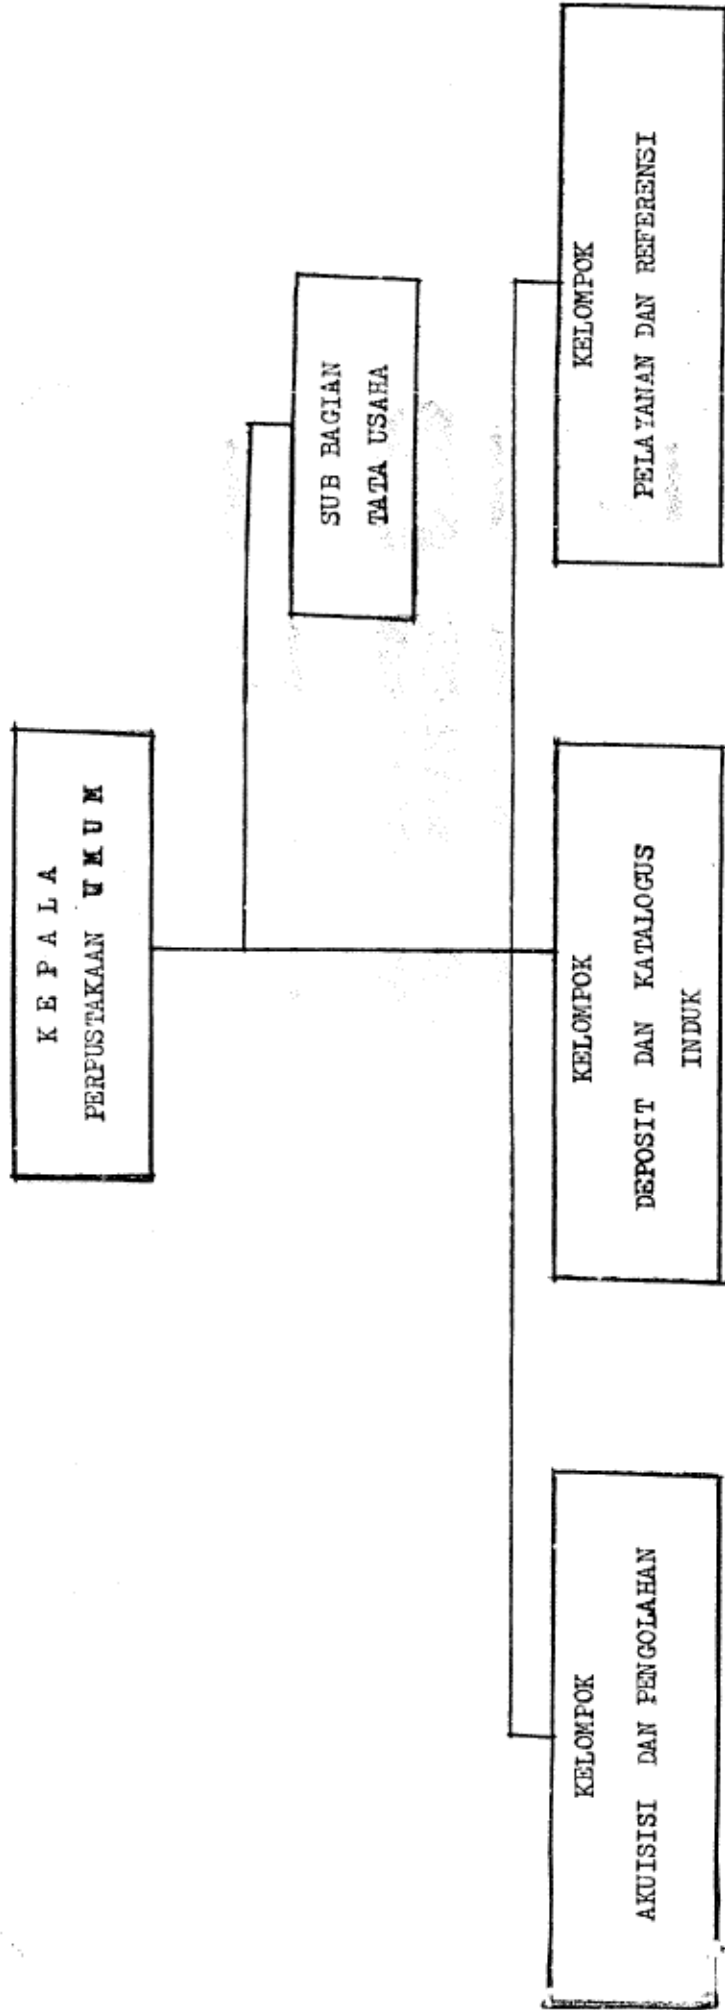 K E P A L A
PERPUSTAKAAN U M U M
SUB BAGIAN
TATA USAHA
KELOMPOK
AKUISISI DAN PENGOLAHAN
KELOMPOK
DEPOSIT DAN KATALOGUS
INDUK
KELOMPOK
PELAYANAN DAN REFERENSI